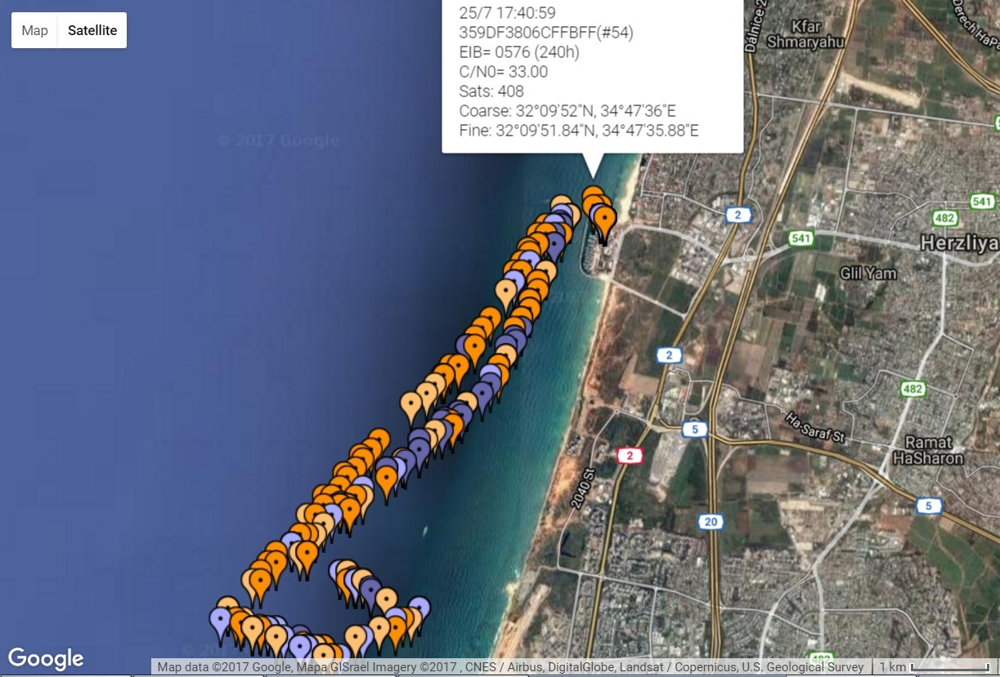 Map Satellite
25/7 17:40:59
359DF3806CFFBFF(#54)
EIB= 0576 (240h)
C/N0= 33.00
Sats: 408
Coarse: 32°09'52"N, 34°47'36"E
Fine: 32°09'51.84"N, 34°47'35.88"E
Dálnice 2
Kfar
Shmaryahu
Derech HaPa
© 2017 Google
541
2
482
541
Herzliya
Glil Yam
2
482
Ha-Saraf St
5
Ramat
HaSharon
2
2040 St
5
20
482
Google
Map data ©2017 Google, Mapa GISrael Imagery ©2017 , CNES / Airbus, DigitalGlobe, Landsat / Copernicus, U.S. Geological Survey 1 km